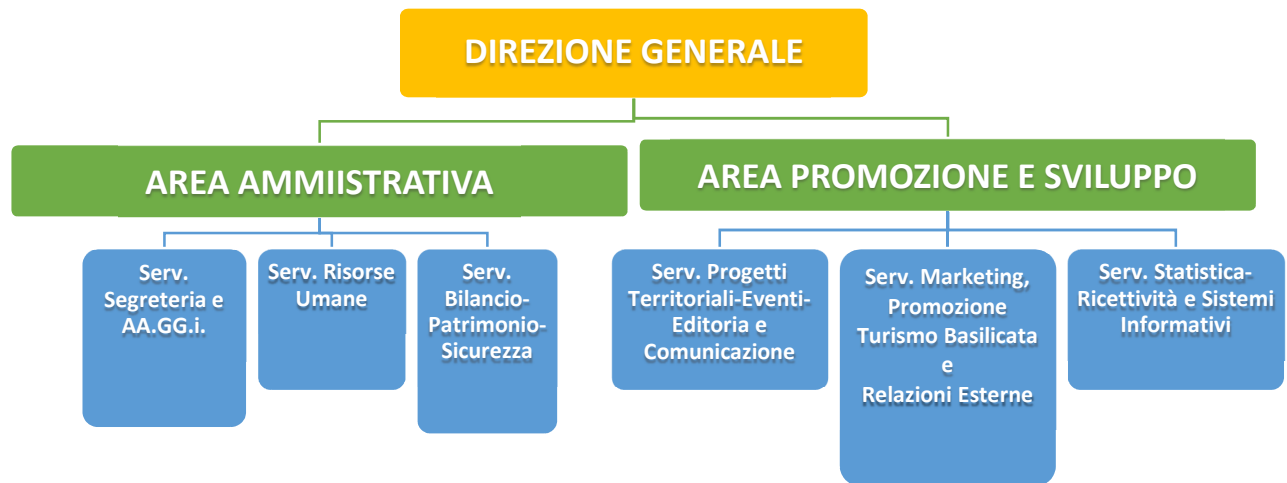 DIREZIONE GENERALE
AREA AMMIISTRATIVA
AREA PROMOZIONE E SVILUPPO
Serv.
Segreteria e
AA.GG.i.
Serv. Risorse
Umane
Serv.
Bilancio-
Patrimonio-
Sicurezza
Serv. Progetti
Territoriali-Eventi-
Editoria e
Comunicazione
Serv. Marketing,
Promozione
Turismo Basilicata
e
Relazioni Esterne
Serv. Statistica-
Ricettività e Sistemi
Informativi